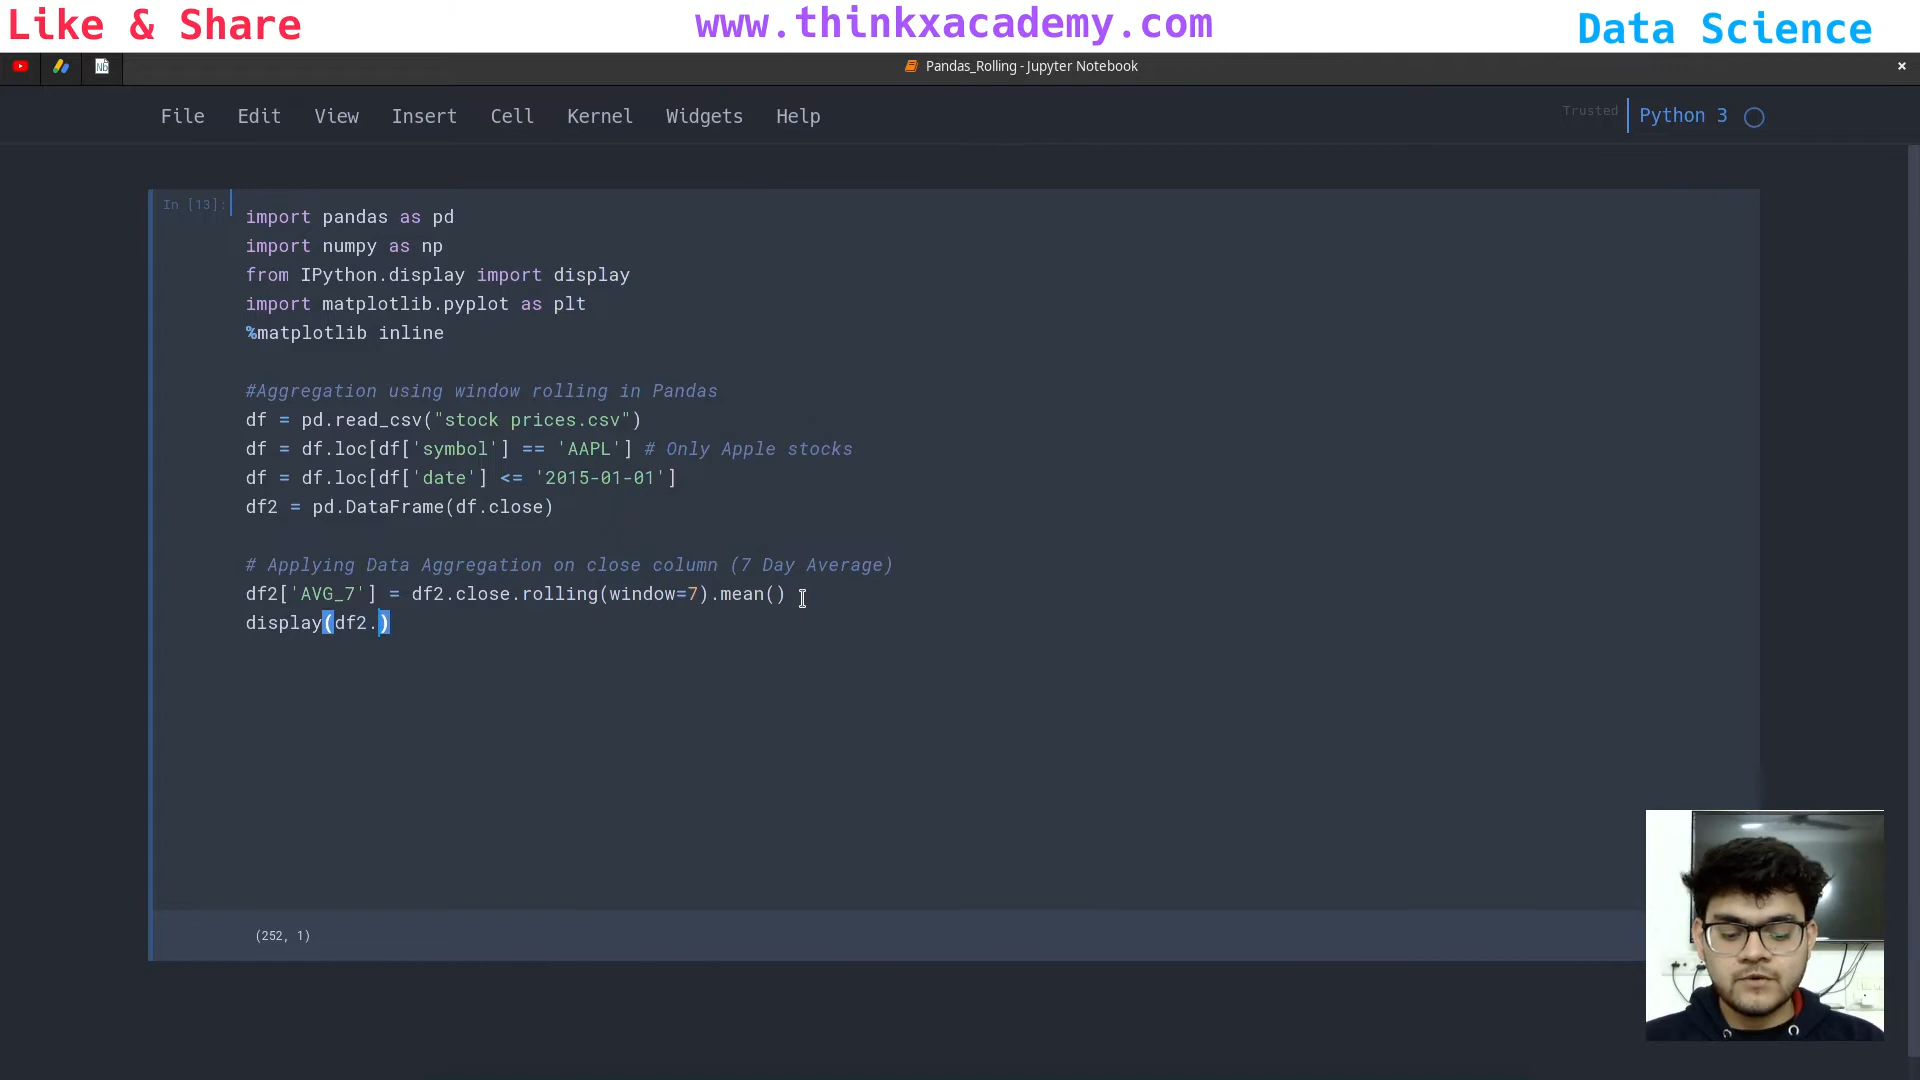 Like & Share
www.thinkxacademy.com
Data Science
Nb
Pandas_Rolling - Jupyter Notebook
×
File Edit View Insert Cell Kernel Widgets Help
Trusted
Python 3
In [13]:
import pandas as pd
import numpy as np
from IPython.display import display
import matplotlib.pyplot as plt
%matplotlib inline
#Aggregation using window rolling in Pandas
df = pd.read_csv("stock prices.csv")
df = df.loc[df['symbol'] == 'AAPL'] # Only Apple stocks
df = df.loc[df['date'] <= '2015-01-01']
df2 = pd.DataFrame(df.close)
# Applying Data Aggregation on close column (7 Day Average)
df2['AVG_7'] = df2.close.rolling(window=7).mean()
display(df2.)
(252, 1)